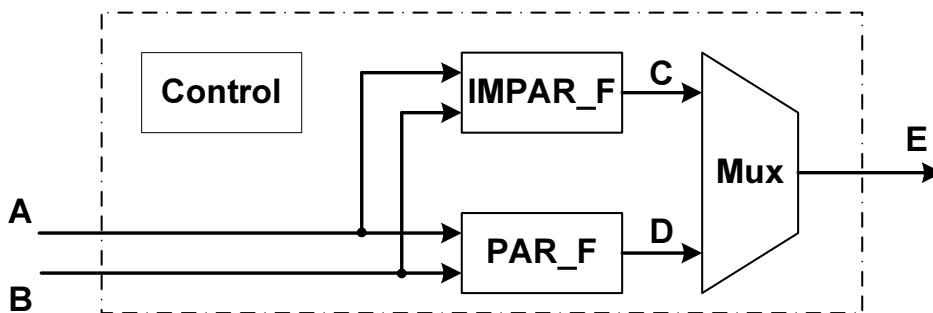 Control
IMPAR_F
C
Mux
E
A
PAR_F
D
B